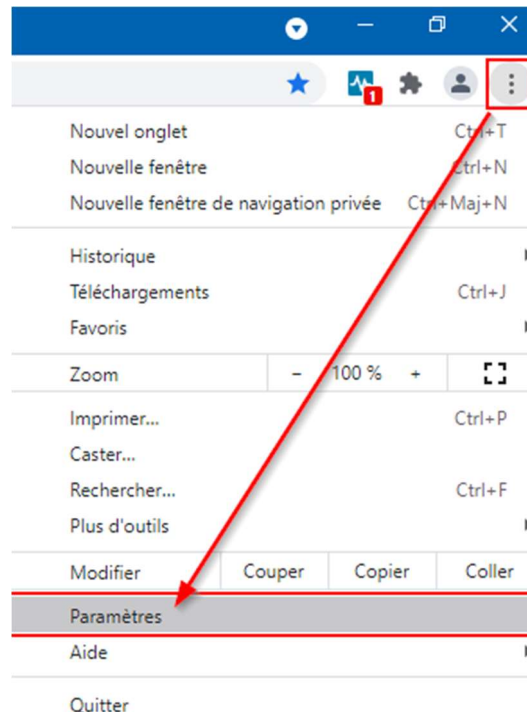 1
Nouvel onglet Ctrl+T
Nouvelle fenêtre Ctrl+N
Nouvelle fenêtre de navigation privée Ctrl+Maj+N
Historique
Téléchargements Ctrl+J
Favoris
Zoom - 100 % +
Imprimer... Ctrl+P
Caster...
Rechercher... Ctrl+F
Plus d'outils
Modifier Couper Copier Coller
Paramètres
Aide
Quitter